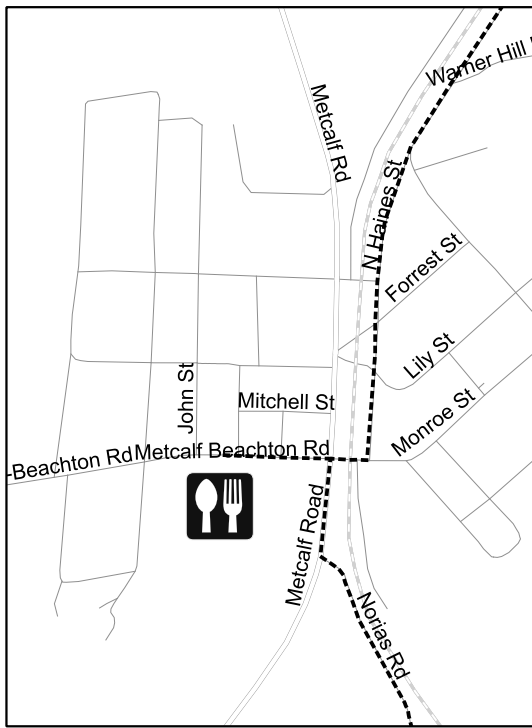 Warner Hill
Metcalf Rd
N Haines St
Forrest St
Lily St
John St
Mitchell St
Monroe St
-Beachton Rd
Metcalf Beachton Rd
Metcalf Road
Norias Rd